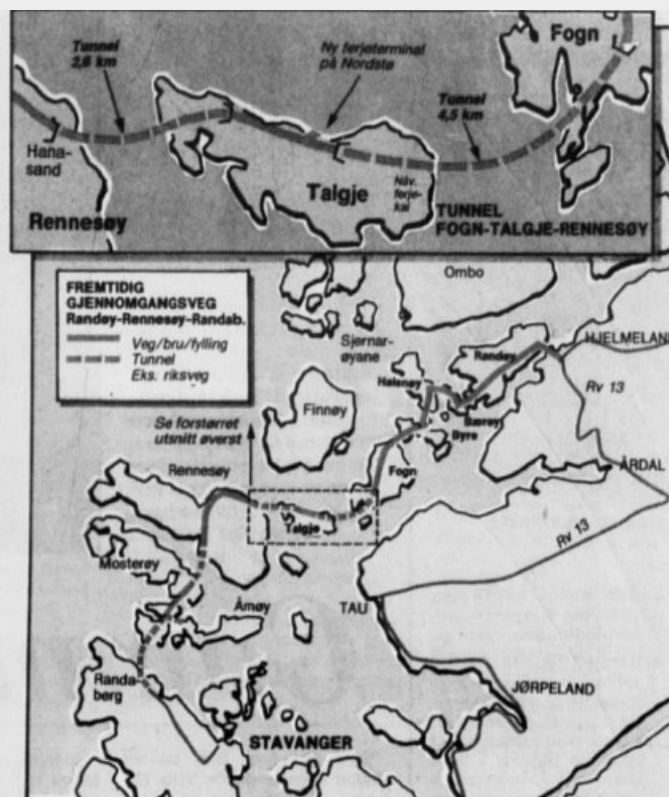 Tunnel
2,6 km
Ny ferjeterminal
på Nordstø
Fogn
Tunnel
4,5 km
Hana-
sand
Talgje
Nåv.
ferje-
kai
Rennesøy
TUNNEL
FOGN-TALGJE-RENNESØY
FREMTIDIG
GJENNOMGANGSVEG
Randøy-Rennesøy-Randab.
Veg/bru/fylling
Tunnel
Eks. riksveg
Ombo
Sjernar-
øyane
HJELMELAND
Randøy
Halsnøy
Rv 13
Se forstørret
utsnitt øverst
Finnøy
Bærøy
Byre
Rennesøy
Fogn
ÅRDAL
Talgje
Rv 13
Mosterøy
Åmøy
TAU
Randa-
berg
JØRPELAND
STAVANGER